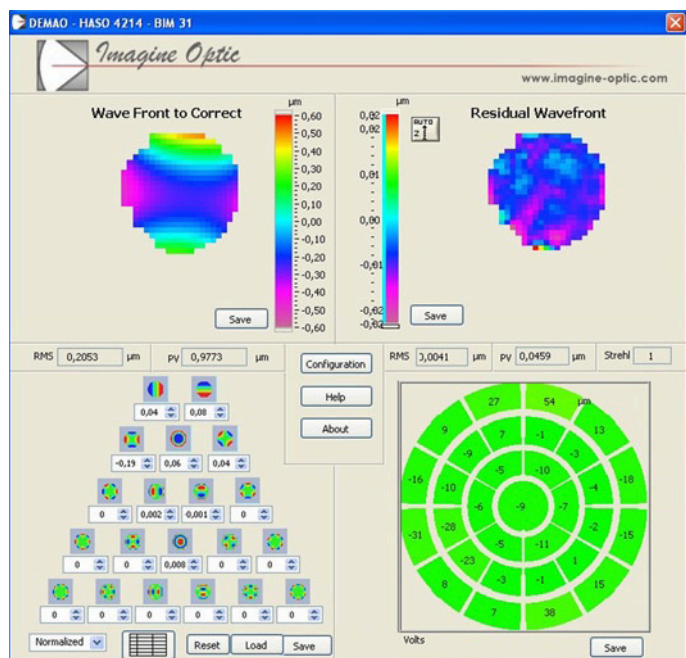 DEMAO - HASO 4214 - BIM 31
Imagine Optic
www.imagine-optic.com
Wave Front to Correct
µm
0,60
0,50
0,40
0,30
0,20
0,10
0,00
-0,10
-0,20
-0,30
-0,40
-0,50
-0,60
Save
µm
0,02
0,02
0,00
-0,01
-0,02
-0,02
AUTO
Z
Residual Wavefront
Save
RMS 0,2053 µm PV 0,9773 µm
Configuration
Help
About
RMS 0,0041 µm PV 0,0459 µm Strehl 1
0,04 0,08
-0,19 0,06 0,04
0 0,002 -0,001 0
0 0 0,008 0 0
0 0 0 0 0 0
Normalized Reset Load Save
27 54 µm
9 7 -1 13
-9 -3
-16 -5 -10 -18
-10 -4
-6 -9 -7
-31 -28 -2 -15
-5 -11
-23 1
8 -3 -1 15
7 38
Volts
Save